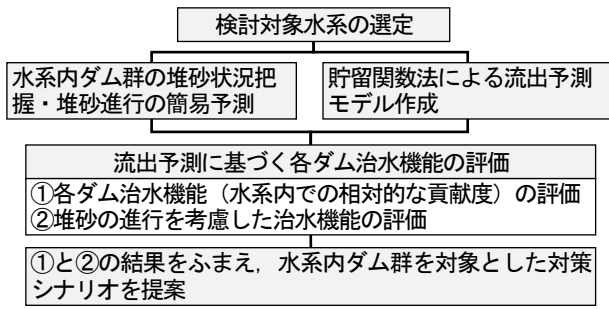 検討対象水系の選定
水系内ダム群の堆砂状況把
握・堆砂進行の簡易予測
貯留関数法による流出予測
モデル作成
流出予測に基づく各ダム治水機能の評価
①各ダム治水機能（水系内での相対的な貢献度）の評価
②堆砂の進行を考慮した治水機能の評価
①と②の結果をふまえ，水系内ダム群を対象とした対策
シナリオを提案